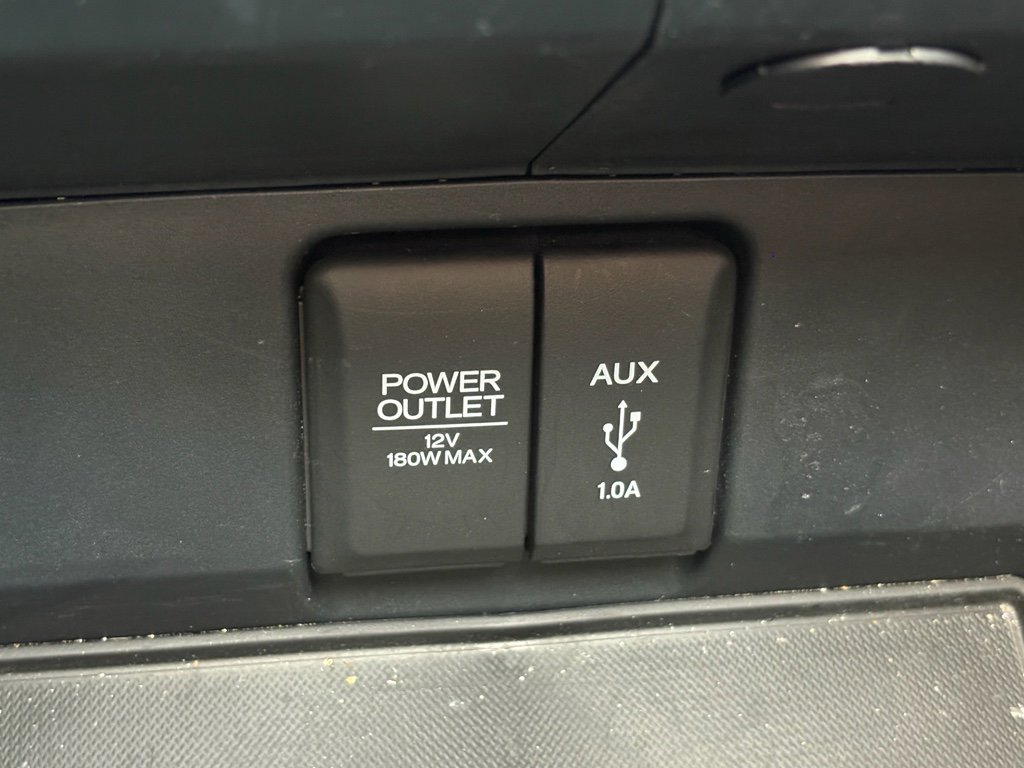 POWER
OUTLET
12V
180W MAX
AUX
1.0A